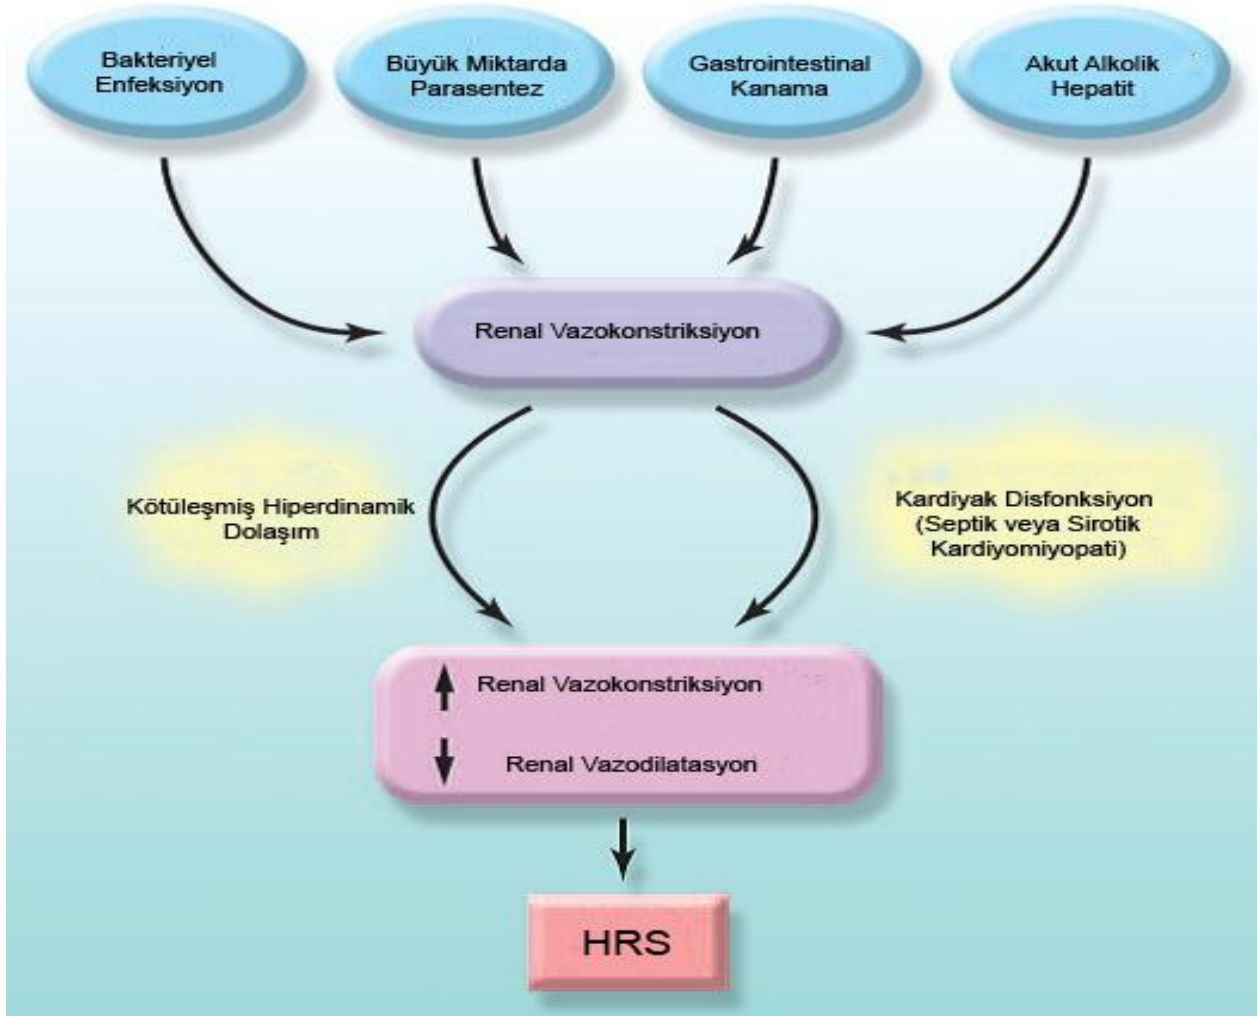 Bakteriyel
Enfeksiyon
Büyük Miktarda
Parasentez
Gastrointestinal
Kanama
Akut Alkolik
Hepatit
Renal Vazokonstriksiyon
Kötüleşmiş Hiperdinamik
Dolaşım
Kardiyak Disfonksiyon
(Septik veya Sirotik
Kardiyomiyopati)
Renal Vazokonstriksiyon
Renal Vazodilatasyon
HRS